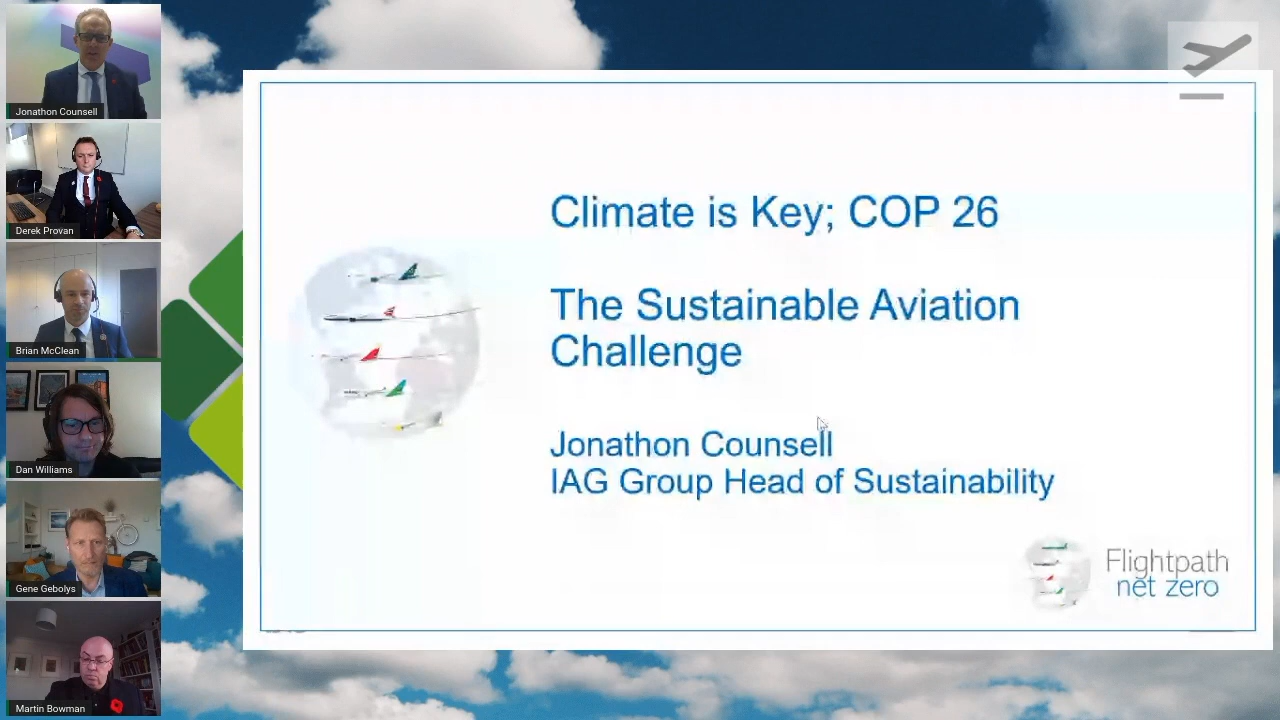 Jonathon Counsell
Derek Provan
Brian McClean
Dan Williams
Gene Gebolys
Martin Bowman
Climate is Key; COP 26
The Sustainable Aviation
Challenge
Jonathon Counsell
IAG Group Head of Sustainability
Flightpath
net zero